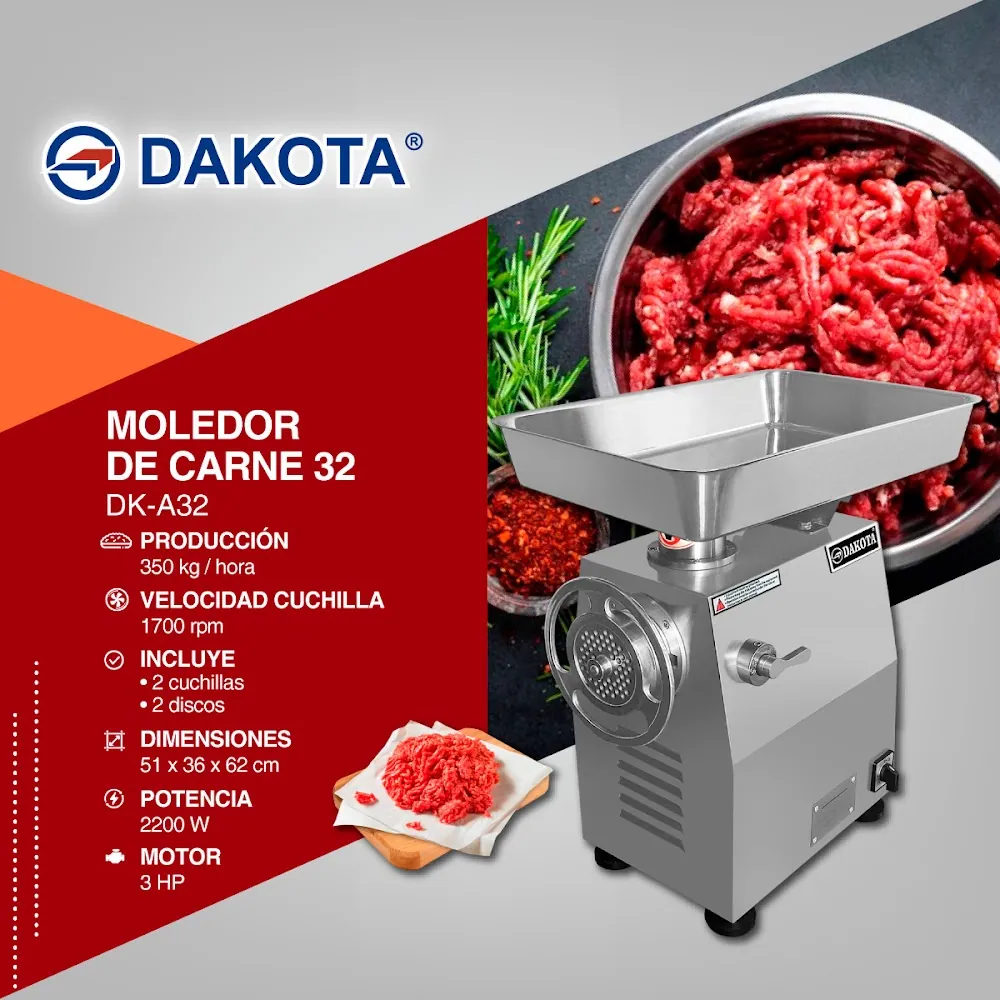 DAKOTA®
MOLEDOR
DE CARNE 32
DK-A32
PRODUCCIÓN
350 kg / hora
VELOCIDAD CUCHILLA
1700 rpm
INCLUYE
• 2 cuchillas
• 2 discos
DIMENSIONES
51 x 36 x 62 cm
POTENCIA
2200 W
MOTOR
3 HP
DAKOTA